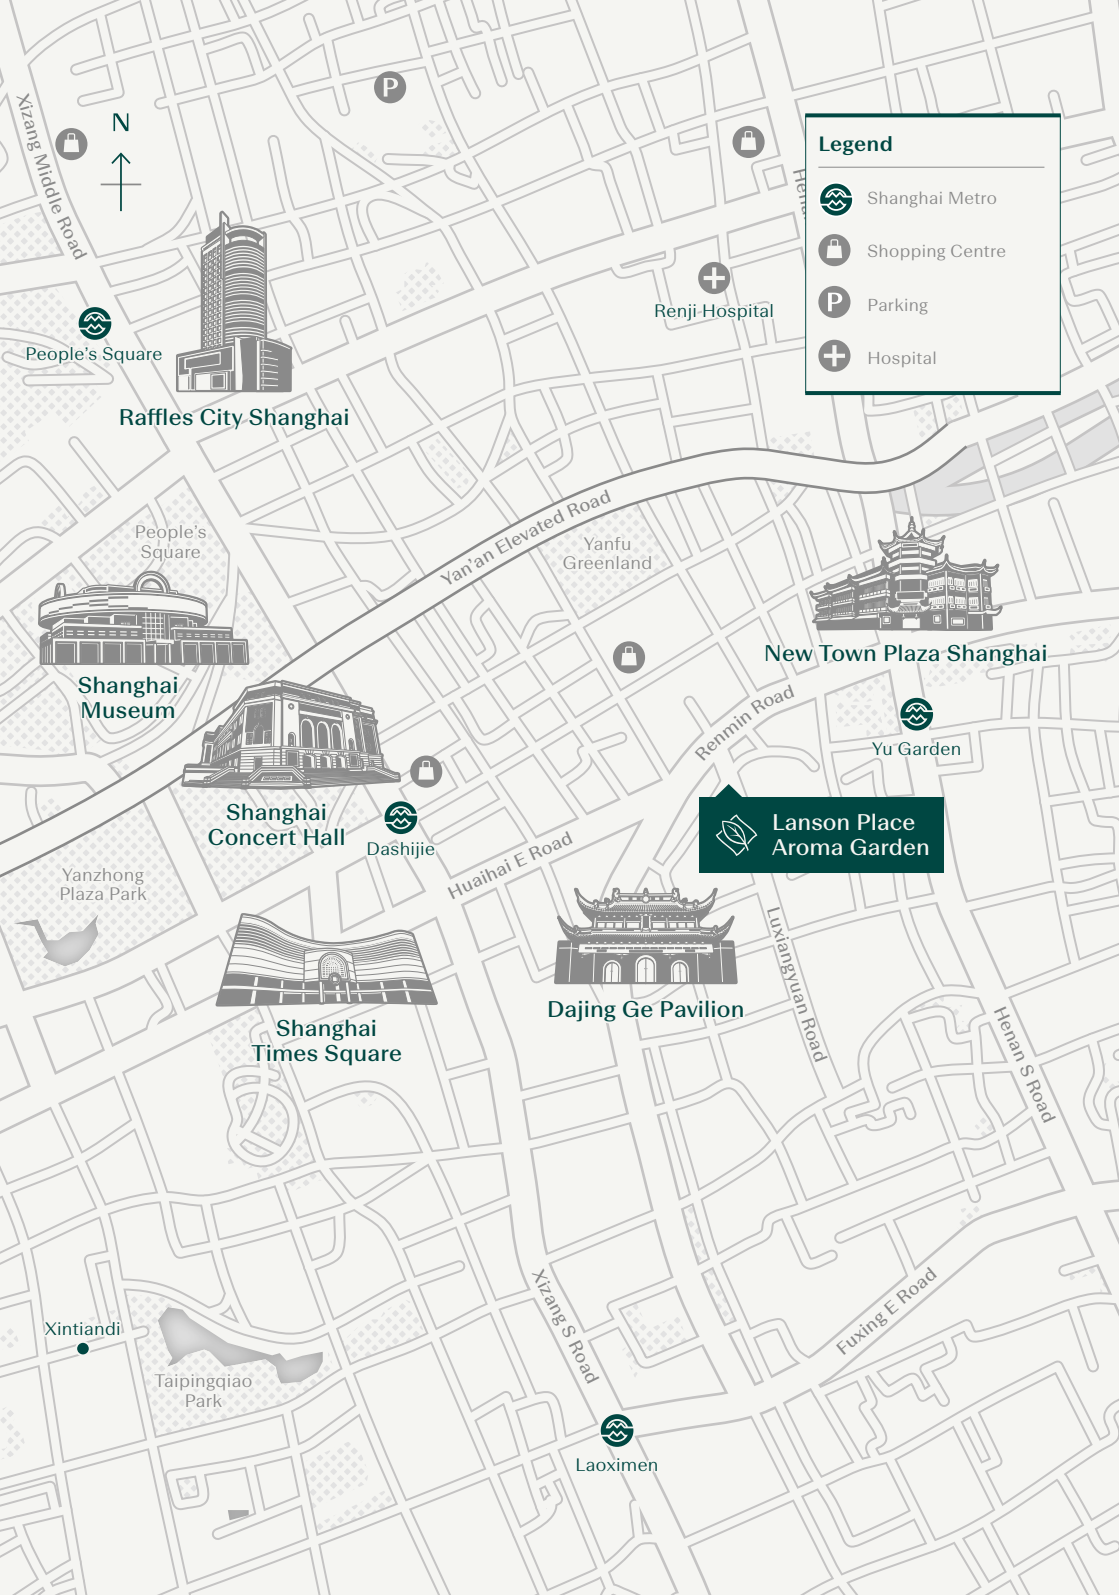 P
Xizang Middle Road
N
Legend
Shanghai Metro
Shopping Centre
P
Parking
Hospital
Renji Hospital
People's Square
Raffles City Shanghai
Yan'an Elevated Road
People's
Square
Yanfu
Greenland
New Town Plaza Shanghai
Shanghai
Museum
Renmin Road
Yu Garden
Shanghai
Concert Hall
Dashijie
Lanson Place
Aroma Garden
Huaihai E Road
Yanzhong
Plaza Park
Luxiangyuan Road
Dajing Ge Pavilion
Shanghai
Times Square
Henan S Road
Xizang S Road
Fuxing E Road
Xintiandi
Taipingqiao
Park
Laoximen